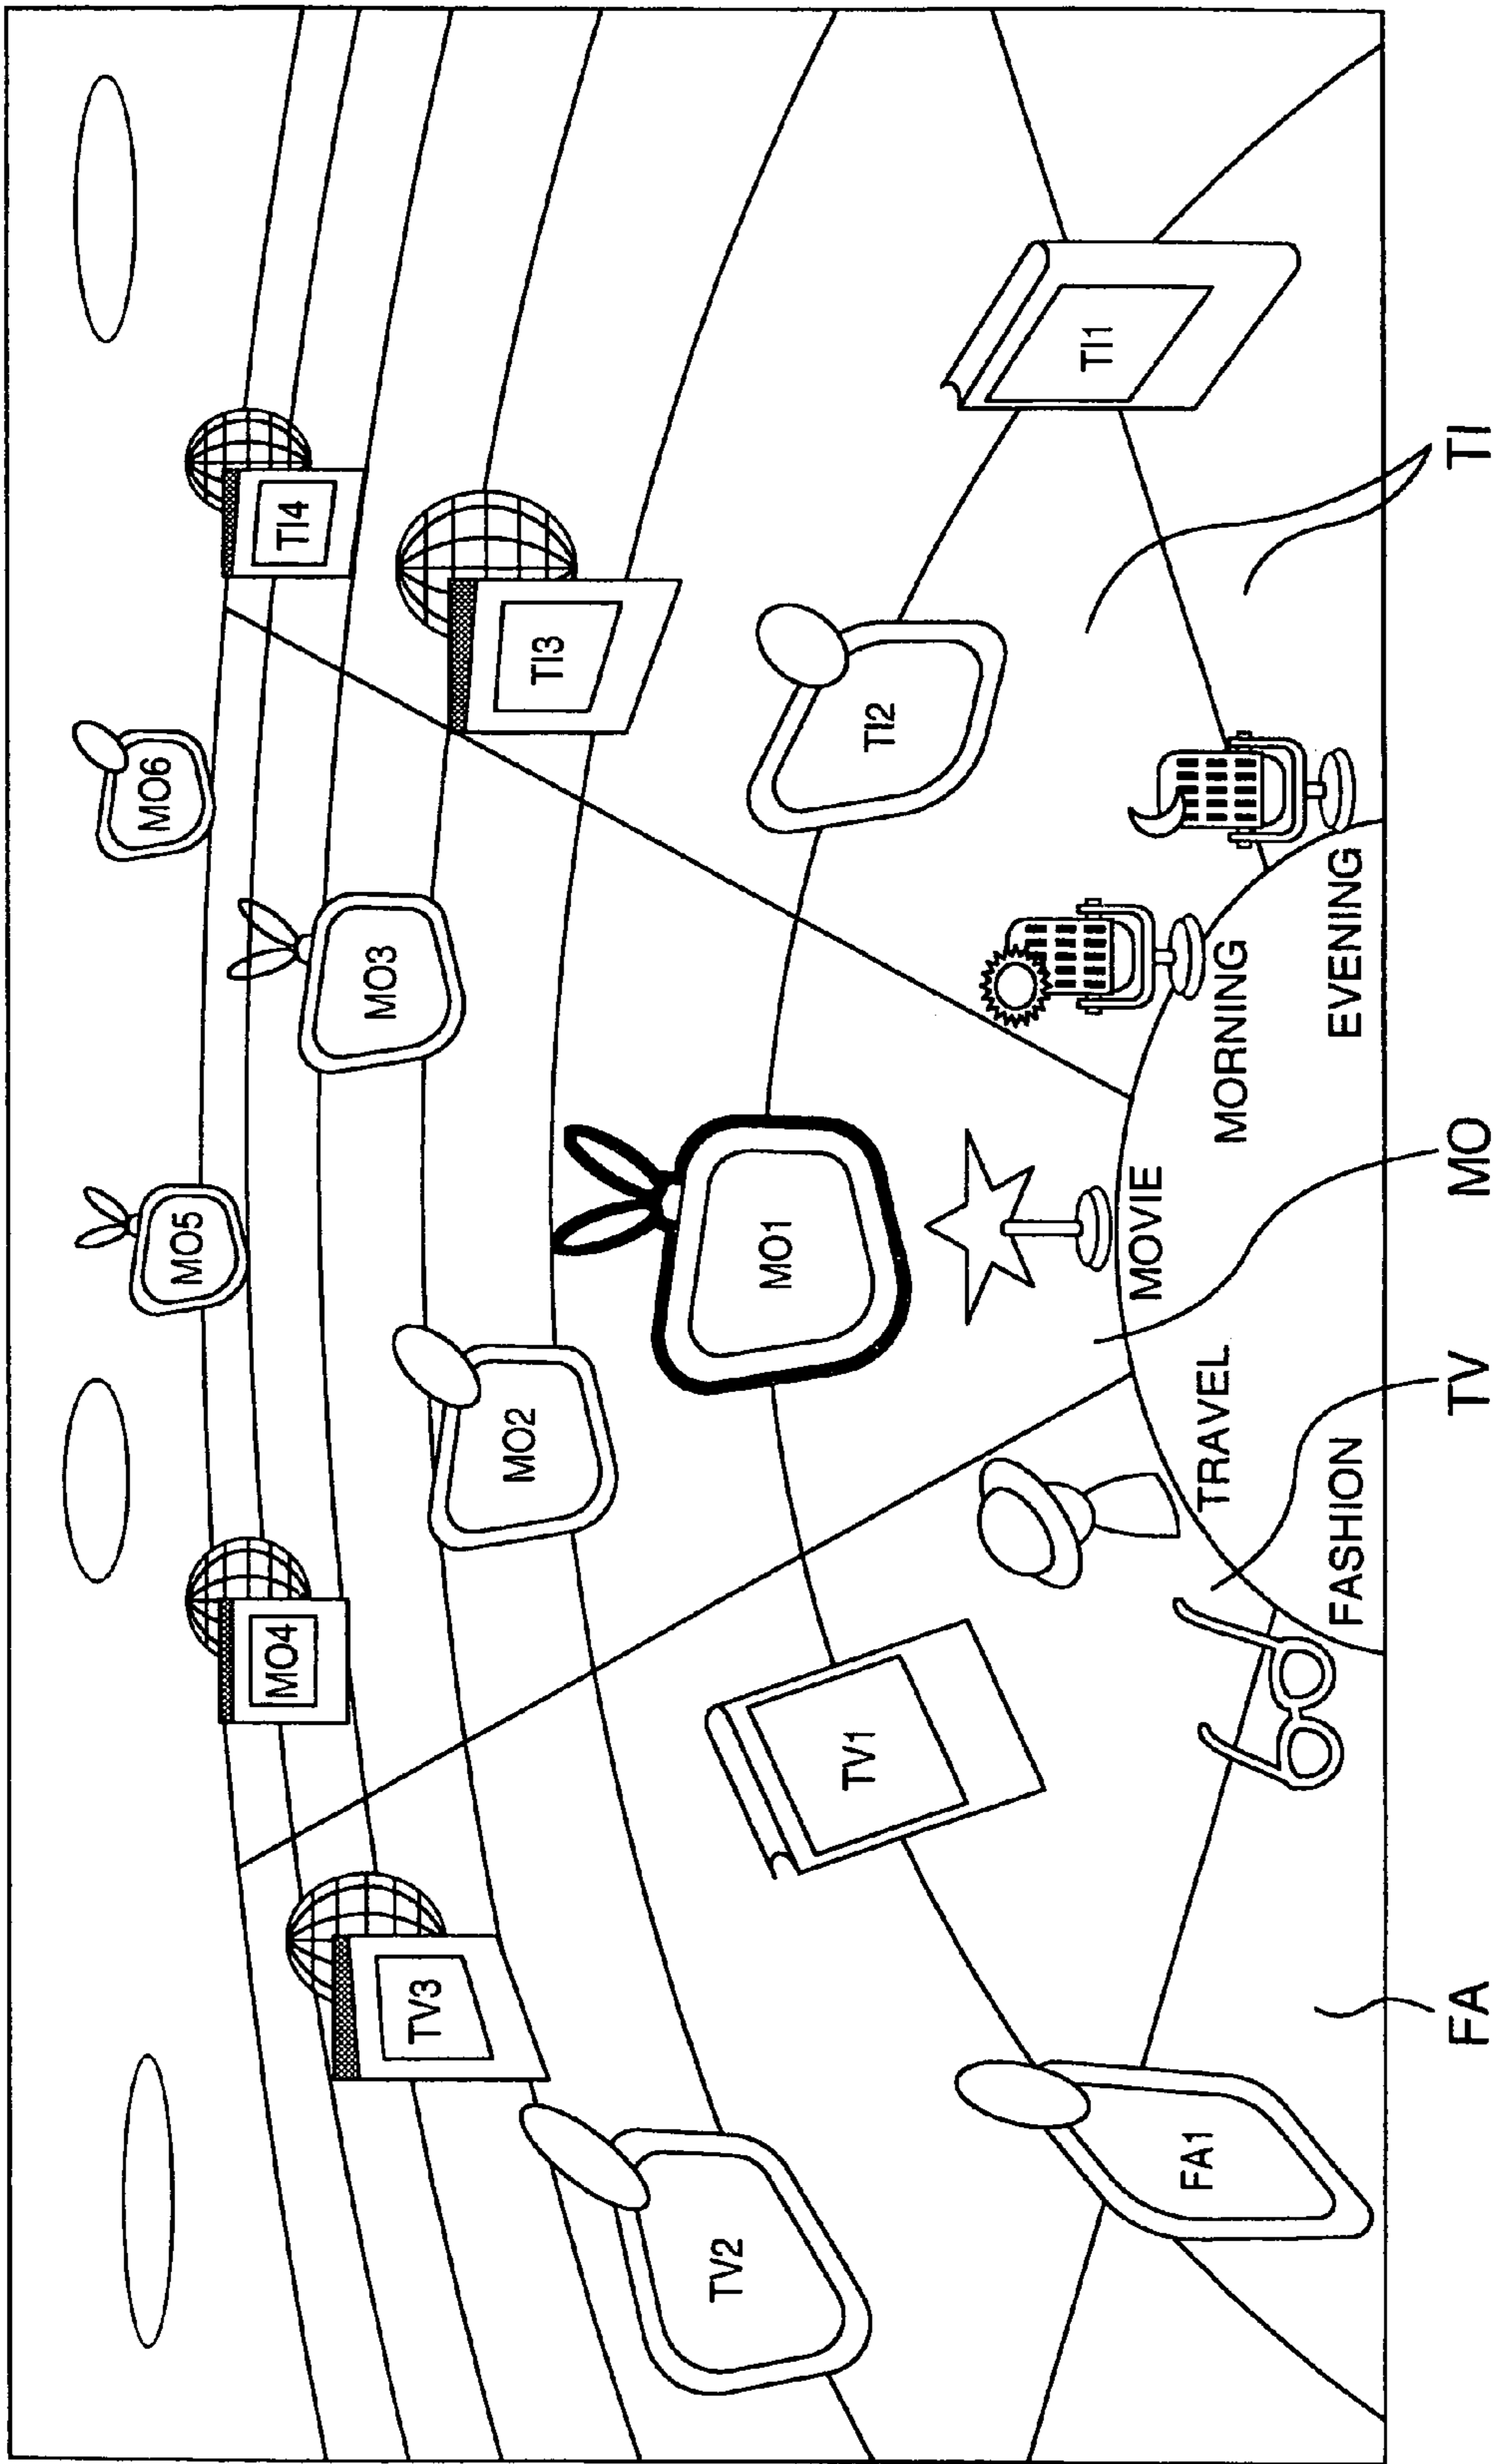 MO5
MO6
MO4
TI4
MO3
TV3
MO2
TI3
TV2
MO1
TI2
TV1
TI1
FA1
MOVIE
TRAVEL
MORNING
FASHION
EVENING
FA
TV
MO
TI